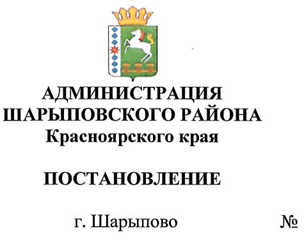 АДМИНИСТРАЦИЯ
ШАРЫПОВСКОГО РАЙОНА
Красноярского края
ПОСТАНОВЛЕНИЕ
г. Шарыпово №